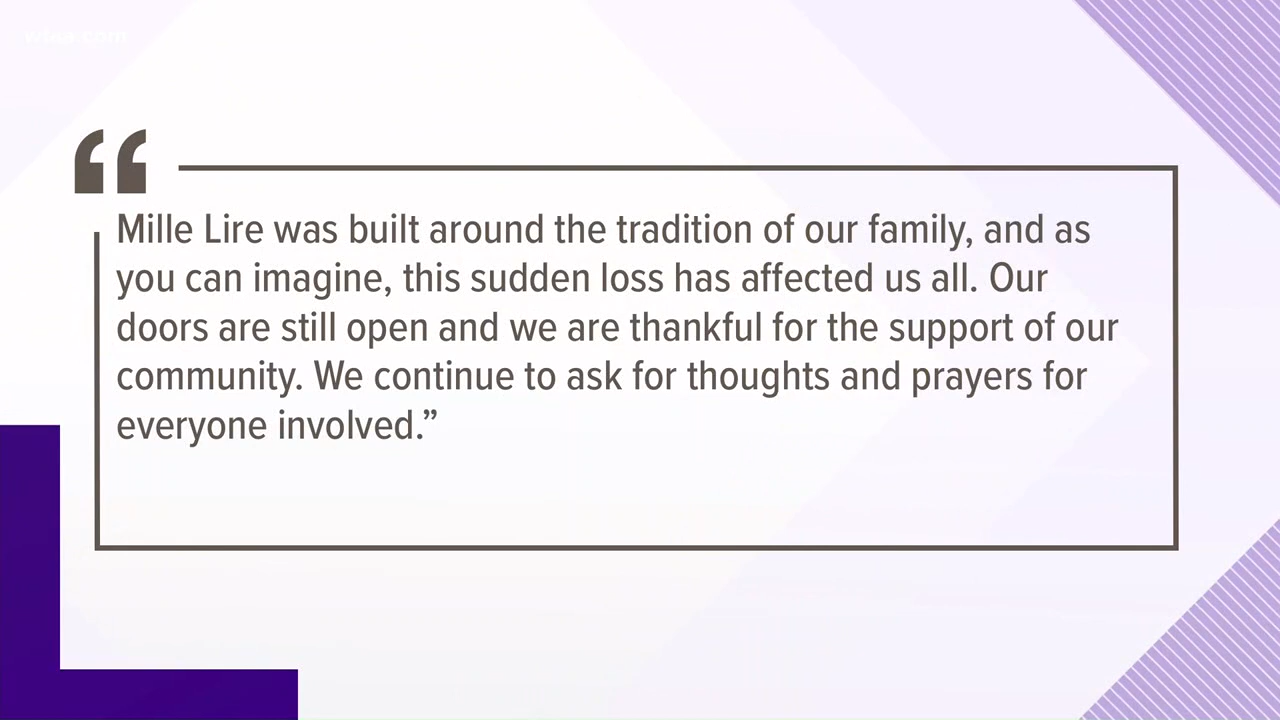 wfaa.com
“
Mille Lire was built around the tradition of our family, and as
you can imagine, this sudden loss has affected us all. Our
doors are still open and we are thankful for the support of our
community. We continue to ask for thoughts and prayers for
everyone involved.”